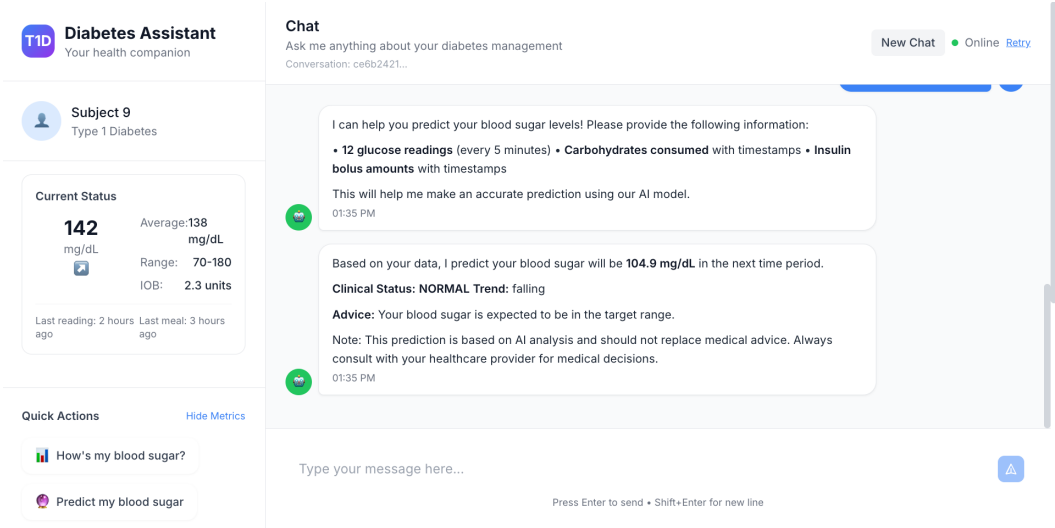 T1D
Diabetes Assistant
Your health companion
Subject 9
Type 1 Diabetes
Current Status
142
mg/dL
Average:138
mg/dL
Range: 70-180
IOB: 2.3 units
Last reading: 2 hours
ago
Last meal: 3 hours
ago
Quick Actions
Hide Metrics
How's my blood sugar?
Predict my blood sugar
Chat
Ask me anything about your diabetes management
Conversation: ce6b2421...
New Chat
Online
Retry
I can help you predict your blood sugar levels! Please provide the following information:
• 12 glucose readings (every 5 minutes) • Carbohydrates consumed with timestamps • Insulin
bolus amounts with timestamps
This will help me make an accurate prediction using our AI model.
01:35 PM
Based on your data, I predict your blood sugar will be 104.9 mg/dL in the next time period.
Clinical Status: NORMAL Trend: falling
Advice: Your blood sugar is expected to be in the target range.
Note: This prediction is based on AI analysis and should not replace medical advice. Always
consult with your healthcare provider for medical decisions.
01:35 PM
Type your message here...
Press Enter to send • Shift+Enter for new line